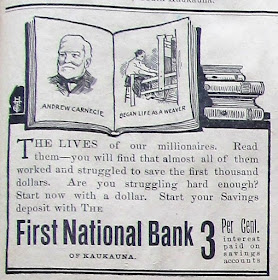 ANDREW CARNEGIE
BEGAN LIFE AS A WEAVER
THE LIVES of our millionaires. Read
them—you will find that almost all of them
worked and struggled to save the first thousand
dollars. Are you struggling hard enough?
Start now with a dollar. Start your Savings
deposit with THE
First National Bank
OF KAUKAUNA.
3
Per Cent.
interest
paid on
savings
accounts